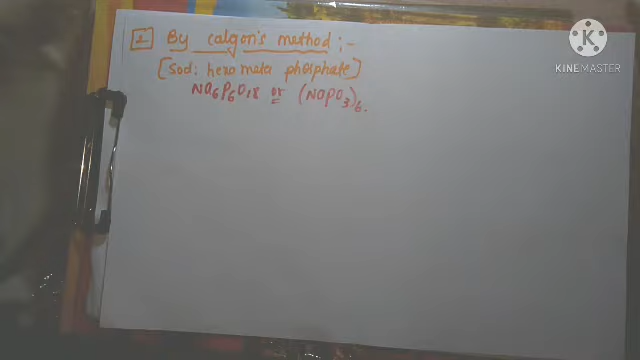 2 By calgon's method :-
[Sod: hexa meta phosphate]
Na6P6O18 or (NaPO3)6.
KINEMASTER